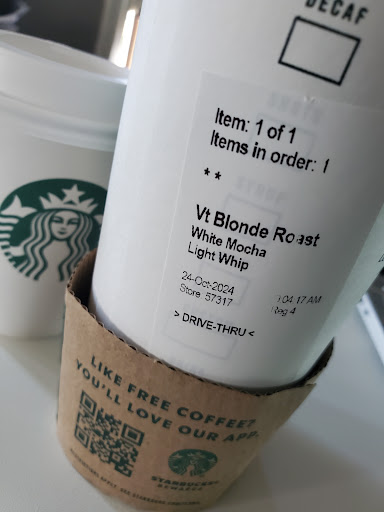 DECAF
Item: 1 of 1
Items in order: 1
**
Vt Blonde Roast
White Mocha
Light Whip
24-Oct-2024
04:17 AM
Store: 57317
Reg 4
> DRIVE-THRU <
LIKE FREE COFFEE?
YOU'LL LOVE OUR APP.
STARBUCKS
REWARDS